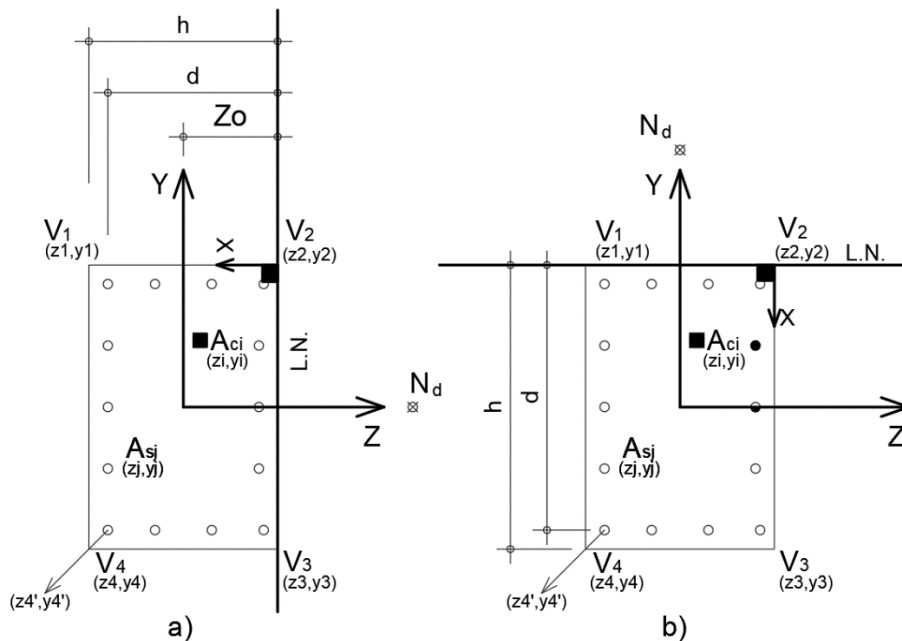 h
d
Zo
Y
V1
(z1,y1)
X
V2
(z2,y2)
Aci
(zi,yi)
L.N.
Nd
Z
Asj
(zj,yj)
V4
(z4,y4)
V3
(z3,y3)
(z4',y4')
a)
Nd
Y
V1
(z1,y1)
V2
(z2,y2)
L.N.
X
Aci
(zi,yi)
h
d
Z
Asj
(zj,yj)
V4
(z4,y4)
V3
(z3,y3)
(z4',y4')
b)